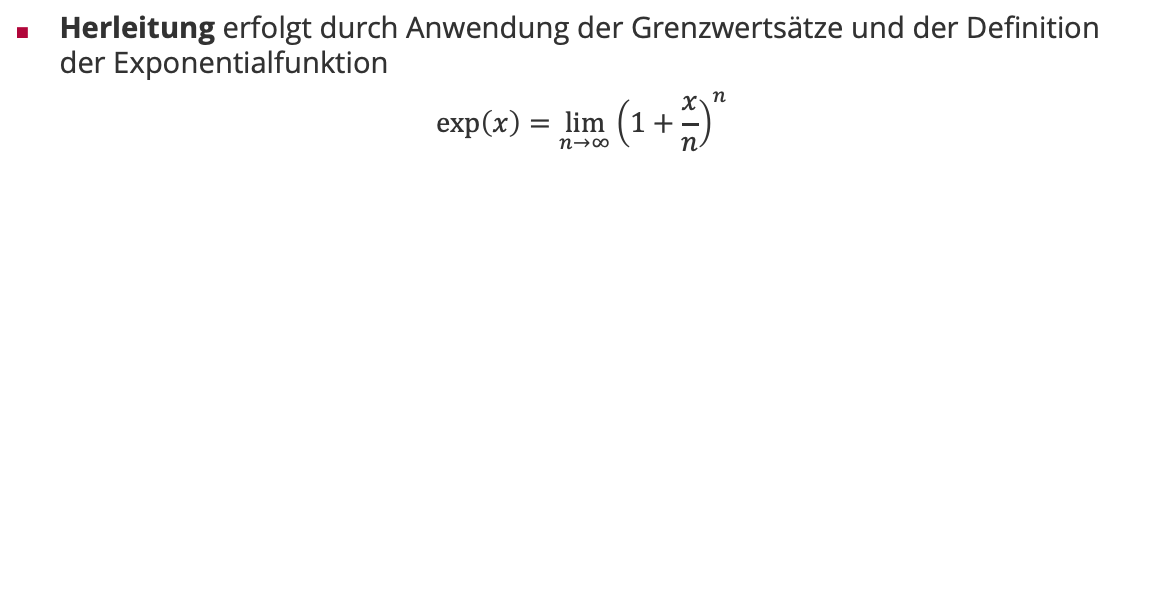 ▪ Herleitung erfolgt durch Anwendung der Grenzwertsätze und der Definition
der Exponentialfunktion
exp(x) = lim_{n→∞} (1 + x/n)^n